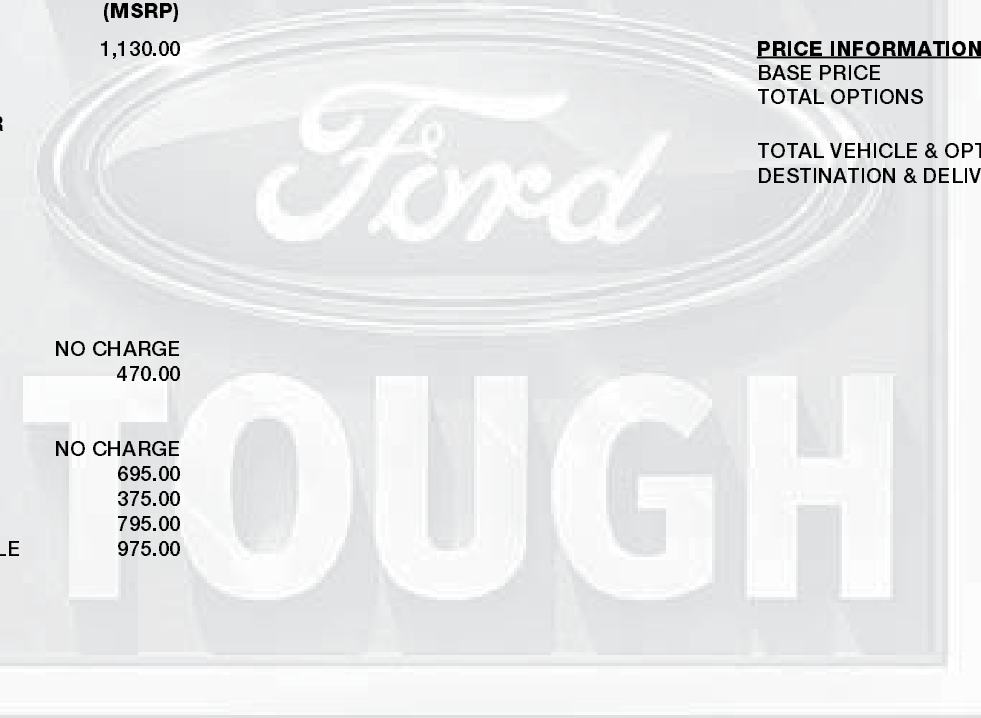 (MSRP)
1,130.00
R
Ford
NO CHARGE
470.00
TOUGH
NO CHARGE
695.00
375.00
795.00
LE 975.00
PRICE INFORMATION
BASE PRICE
TOTAL OPTIONS
TOTAL VEHICLE & OPT
DESTINATION & DELIV